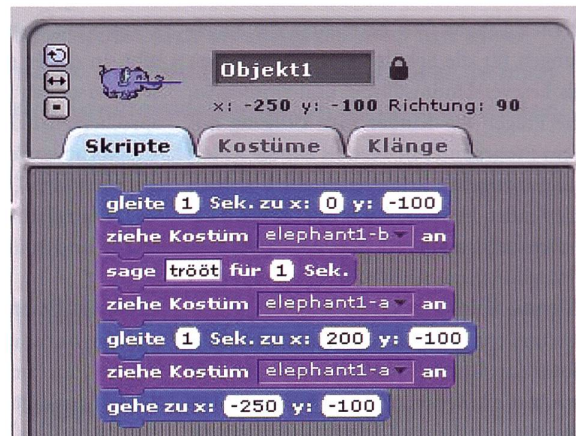 Objekt1
x: -250 y: -100 Richtung: 90
Skripte Kostüme Klänge
gleite 1 Sek. zu x: 0 y: -100
ziehe Kostüm elephant1-b an
sage trööt für 1 Sek.
ziehe Kostüm elephant1-a an
gleite 1 Sek. zu x: 200 y: -100
ziehe Kostüm elephant1-a an
gehe zu x: -250 y: -100